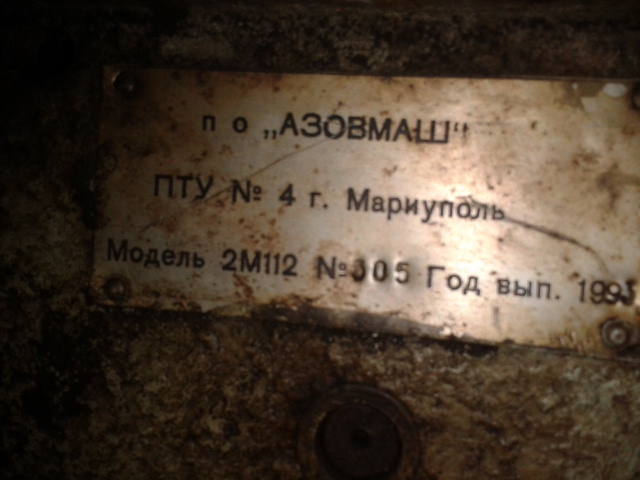 п о „АЗОВМАШ"
ПТУ № 4 г. Мариуполь
Модель 2М112 № Год вып.